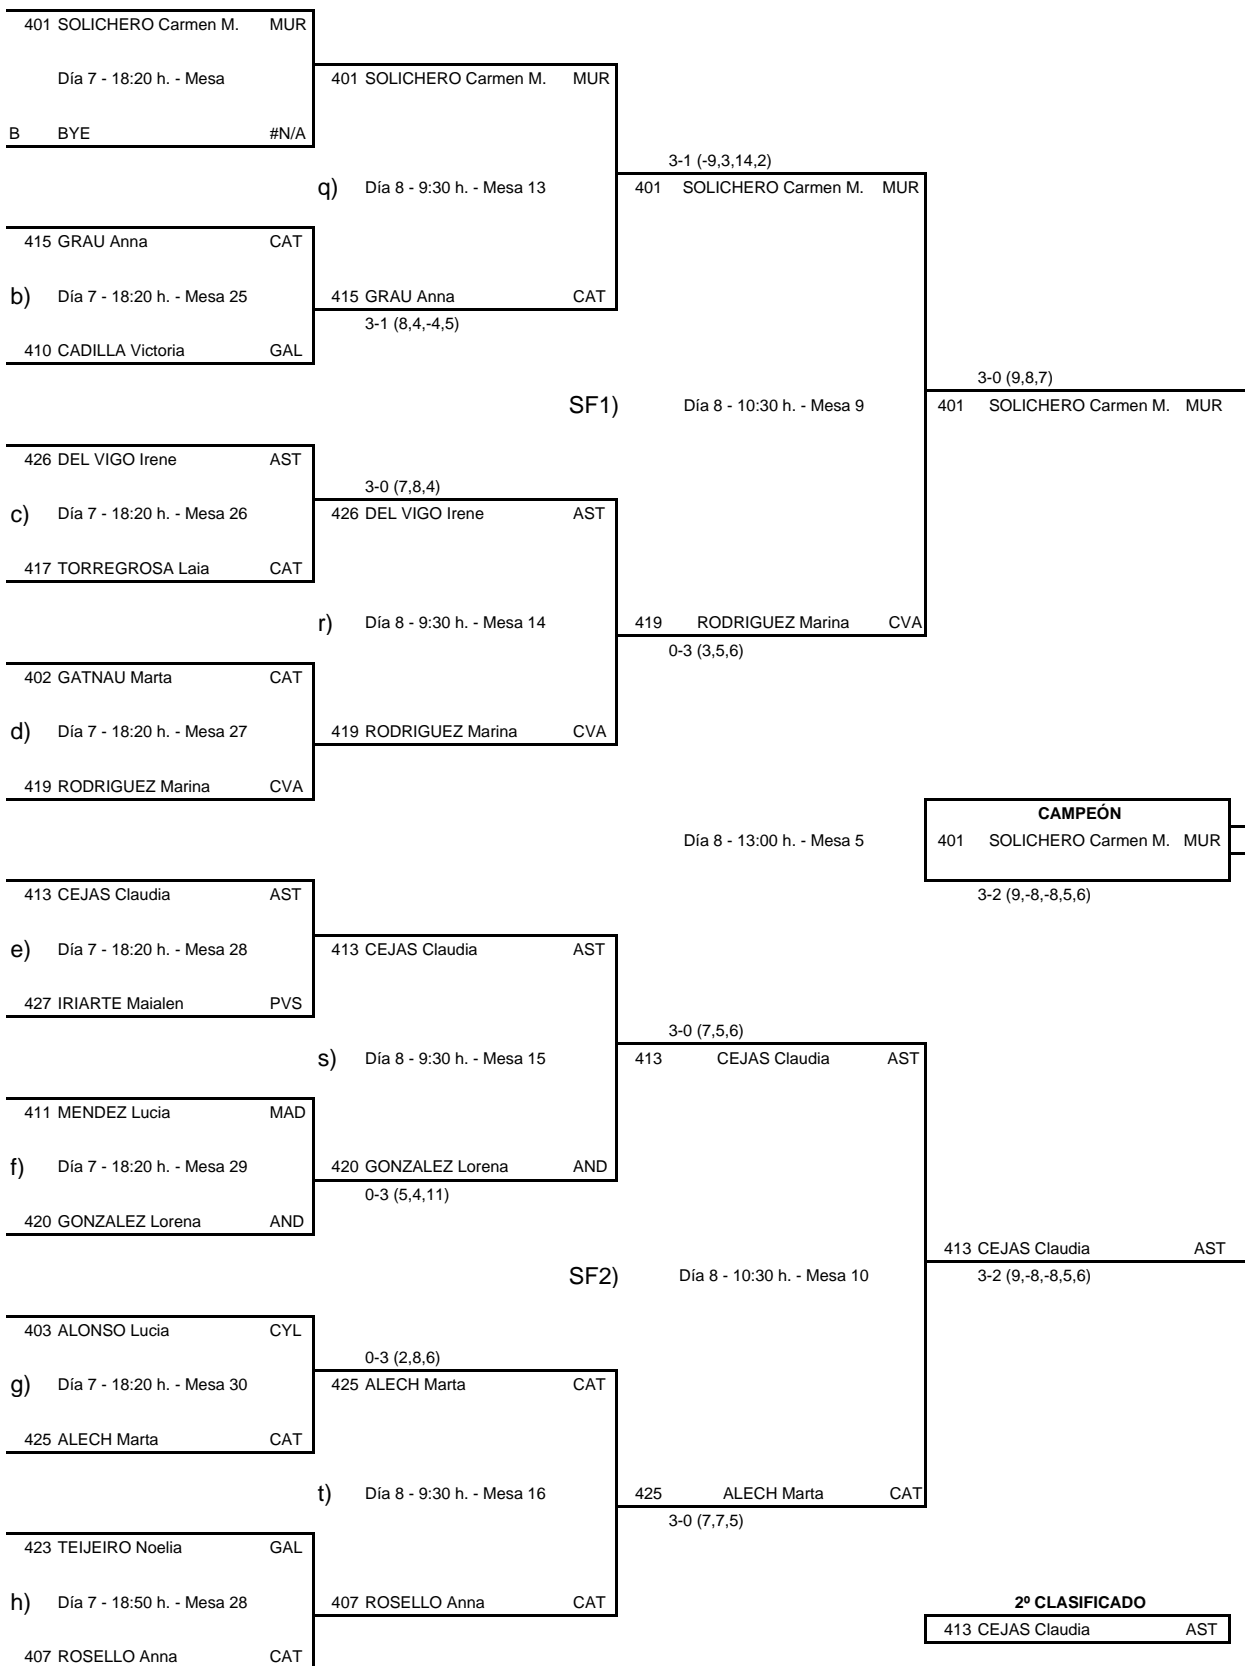 401 SOLICHERO Carmen M. MUR
Día 7 - 18:20 h. - Mesa 401 SOLICHERO Carmen M. MUR
B BYE #N/A
3-1 (-9,3,14,2)
q) Día 8 - 9:30 h. - Mesa 13 401 SOLICHERO Carmen M. MUR
415 GRAU Anna CAT
b) Día 7 - 18:20 h. - Mesa 25 415 GRAU Anna CAT
3-1 (8,4,-4,5)
410 CADILLA Victoria GAL
3-0 (9,8,7)
SF1) Día 8 - 10:30 h. - Mesa 9 401 SOLICHERO Carmen M. MUR
426 DEL VIGO Irene AST
3-0 (7,8,4)
c) Día 7 - 18:20 h. - Mesa 26 426 DEL VIGO Irene AST
417 TORREGROSA Laia CAT
r) Día 8 - 9:30 h. - Mesa 14 419 RODRIGUEZ Marina CVA
0-3 (3,5,6)
402 GATNAU Marta CAT
d) Día 7 - 18:20 h. - Mesa 27 419 RODRIGUEZ Marina CVA
419 RODRIGUEZ Marina CVA
CAMPEÓN
Día 8 - 13:00 h. - Mesa 5 401 SOLICHERO Carmen M. MUR
413 CEJAS Claudia AST 3-2 (9,-8,-8,5,6)
e) Día 7 - 18:20 h. - Mesa 28 413 CEJAS Claudia AST
427 IRIARTE Maialen PVS
3-0 (7,5,6)
s) Día 8 - 9:30 h. - Mesa 15 413 CEJAS Claudia AST
411 MENDEZ Lucia MAD
f) Día 7 - 18:20 h. - Mesa 29 420 GONZALEZ Lorena AND
0-3 (5,4,11)
420 GONZALEZ Lorena AND
413 CEJAS Claudia AST
SF2) Día 8 - 10:30 h. - Mesa 10 3-2 (9,-8,-8,5,6)
403 ALONSO Lucia CYL
0-3 (2,8,6)
g) Día 7 - 18:20 h. - Mesa 30 425 ALECH Marta CAT
425 ALECH Marta CAT
t) Día 8 - 9:30 h. - Mesa 16 425 ALECH Marta CAT
3-0 (7,7,5)
423 TEIJEIRO Noelia GAL
h) Día 7 - 18:50 h. - Mesa 28 407 ROSELLO Anna CAT 2º CLASIFICADO
413 CEJAS Claudia AST
407 ROSELLO Anna CAT